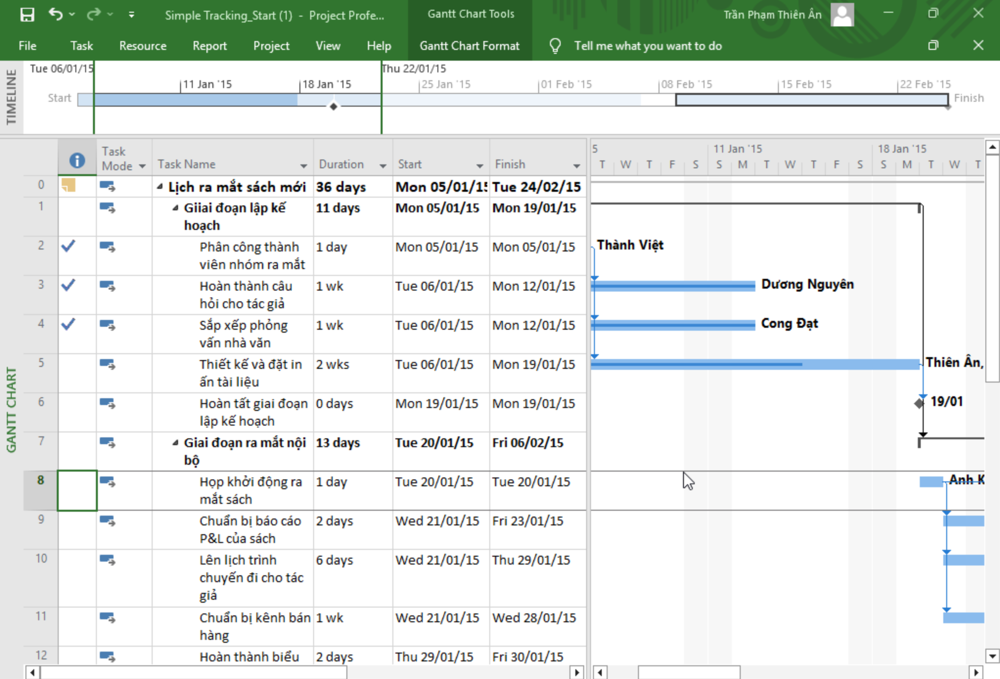 Simple Tracking_Start (1) - Project Profe...
Gantt Chart Tools
Trần Phạm Thiên Ân
File Task Resource Report Project View Help Gantt Chart Format Tell me what you want to do
TIMELINE
Tue 06/01/15 Thu 22/01/15
11 Jan '15 18 Jan '15 25 Jan '15 01 Feb '15 08 Feb '15 15 Feb '15 22 Feb '15
Start Finish
GANTT CHART
Task Mode Task Name Duration Start Finish
5 11 Jan '15 18 Jan '15
T W T F S S M T W T F S S M T W T
0 Lịch ra mắt sách mới 36 days Mon 05/01/15 Tue 24/02/15
1 Giiai đoạn lập kế 11 days Mon 05/01/15 Mon 19/01/15
hoạch
2 Phân công thành 1 day Mon 05/01/15 Mon 05/01/15 Thành Việt
viên nhóm ra mắt
3 Hoàn thành câu 1 wk Tue 06/01/15 Mon 12/01/15 Dương Nguyên
hỏi cho tác giả
4 Sắp xếp phỏng 1 wk Tue 06/01/15 Mon 12/01/15 Cong Đạt
vấn nhà văn
5 Thiết kế và đặt in 2 wks Tue 06/01/15 Mon 19/01/15 Thiên Ân,
ấn tài liệu
6 Hoàn tất giai đoạn 0 days Mon 19/01/15 Mon 19/01/15 19/01
lập kế hoạch
7 Giai đoạn ra mắt nội 13 days Tue 20/01/15 Fri 06/02/15
bộ
8 Họp khởi động ra 1 day Tue 20/01/15 Tue 20/01/15 Anh K
mắt sách
9 Chuẩn bị báo cáo 2 days Wed 21/01/15 Fri 23/01/15
P&L của sách
10 Lên lịch trình 6 days Wed 21/01/15 Thu 29/01/15
chuyến đi cho tác
giả
11 Chuẩn bị kênh bán 1 wk Wed 21/01/15 Wed 28/01/15
hàng
12 Hoàn thành biểu 2 days Thu 29/01/15 Fri 30/01/15